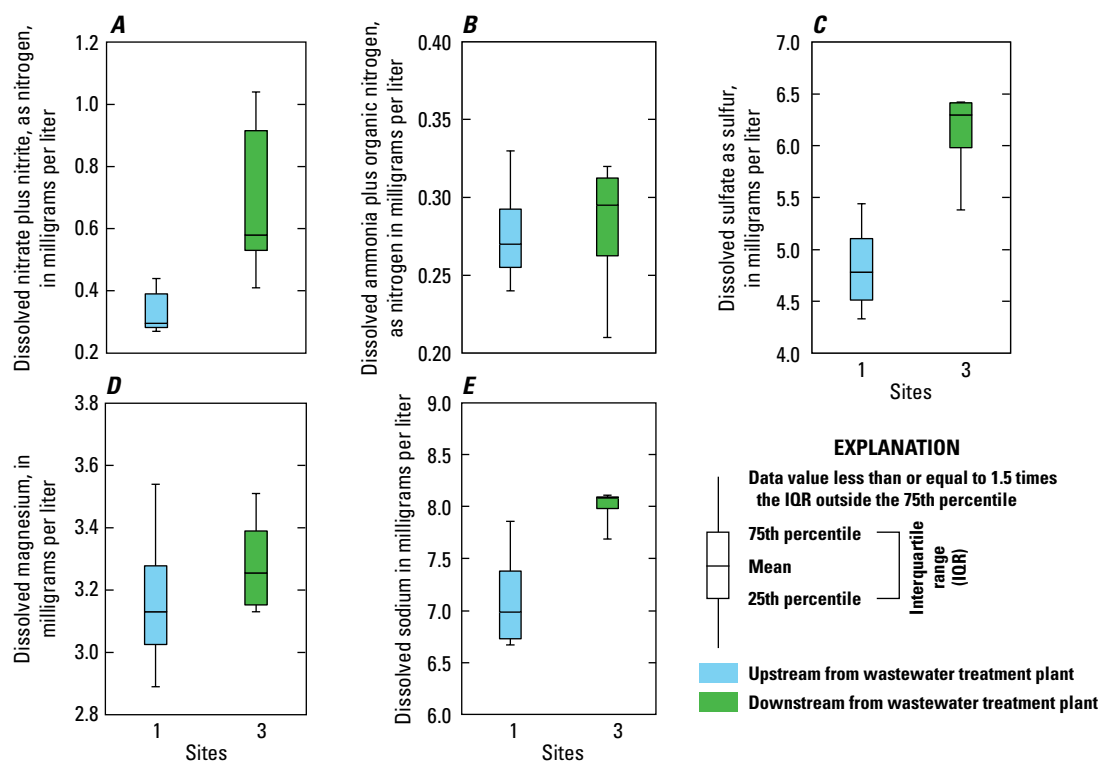 A
Dissolved nitrate plus nitrite, as nitrogen,
in milligrams per liter
1.2
1.0
0.8
0.6
0.4
0.2
B
Dissolved ammonia plus organic nitrogen,
as nitrogen in milligrams per liter
0.40
0.35
0.30
0.25
0.20
C
Dissolved sulfate as sulfur,
in milligrams per liter
7.0
6.5
6.0
5.5
5.0
4.5
4.0
1 3
Sites
D
Dissolved magnesium, in
milligrams per liter
3.8
3.6
3.4
3.2
3.0
2.8
1 3
Sites
E
Dissolved sodium in milligrams per liter
9.0
8.5
8.0
7.5
7.0
6.5
6.0
1 3
Sites
EXPLANATION
Data value less than or equal to 1.5 times
the IQR outside the 75th percentile
75th percentile
Mean
25th percentile
Interquartile
range
(IQR)
Upstream from wastewater treatment plant
Downstream from wastewater treatment plant